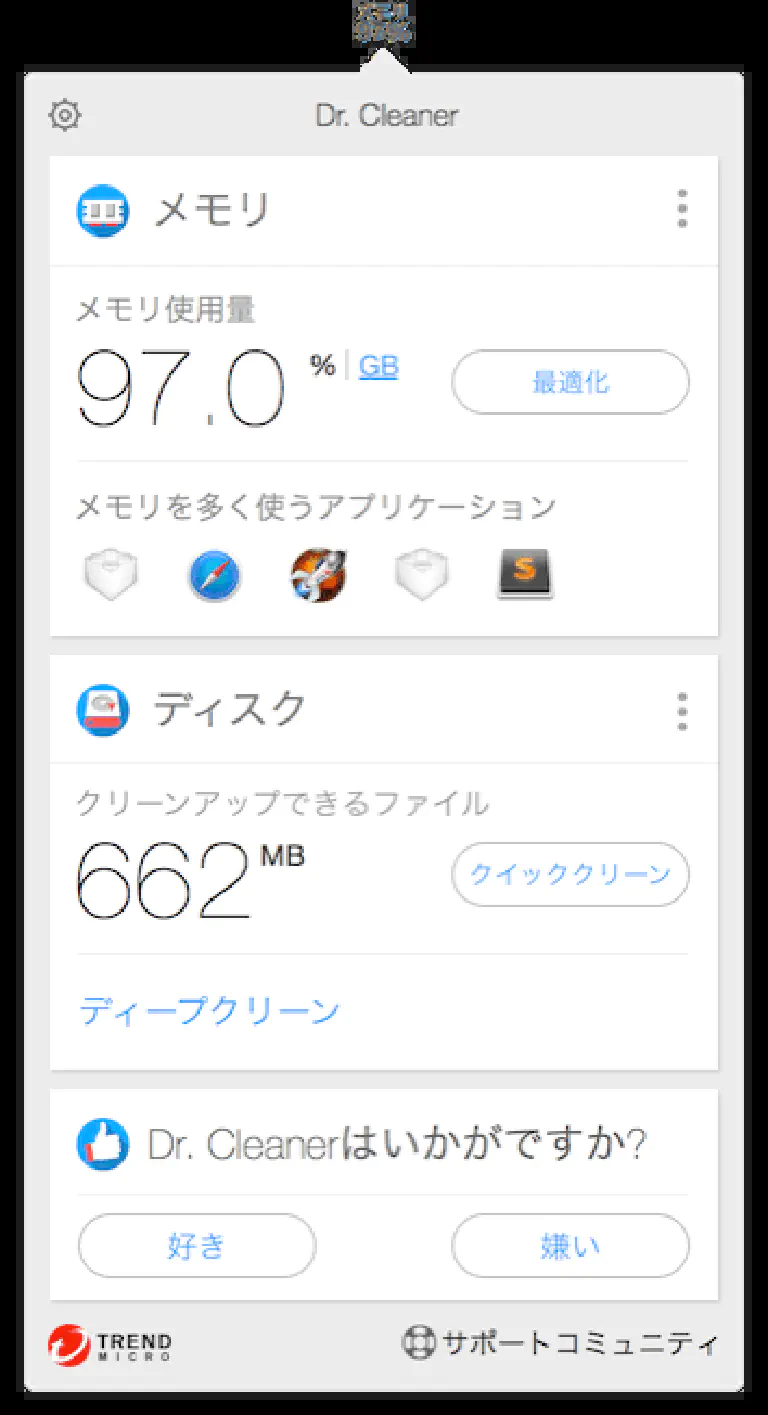 メモリ
Dr. Cleaner
メモリ
メモリ使用量
97.0 % | GB
最適化
メモリを多く使うアプリケーション
S
ディスク
クリーンアップできるファイル
662 MB
クイッククリーン
ディープクリーン
Dr. Cleanerはいかがですか?
好き
嫌い
TREND
MICRO
サポートコミュニティ